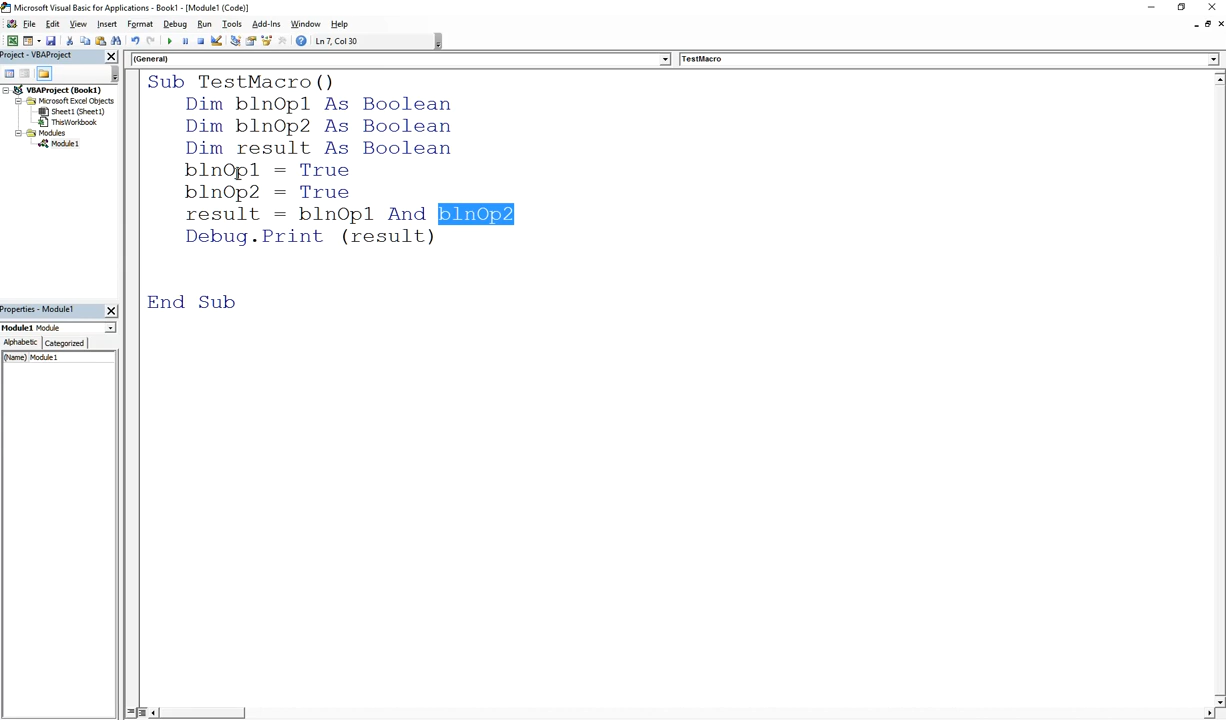 Microsoft Visual Basic for Applications - Book1 - [Module1 (Code)]
File Edit View Insert Format Debug Run Tools Add-Ins Window Help
Ln 7, Col 30
Project - VBAProject
(General) TestMacro
VBAProject (Book1)
Microsoft Excel Objects
Sheet1 (Sheet1)
ThisWorkbook
Modules
Module1
Sub TestMacro()
Dim blnOp1 As Boolean
Dim blnOp2 As Boolean
Dim result As Boolean
blnOp1 = True
blnOp2 = True
result = blnOp1 And blnOp2
Debug.Print (result)
End Sub
Properties - Module1
Module1 Module
Alphabetic Categorized
(Name) Module1